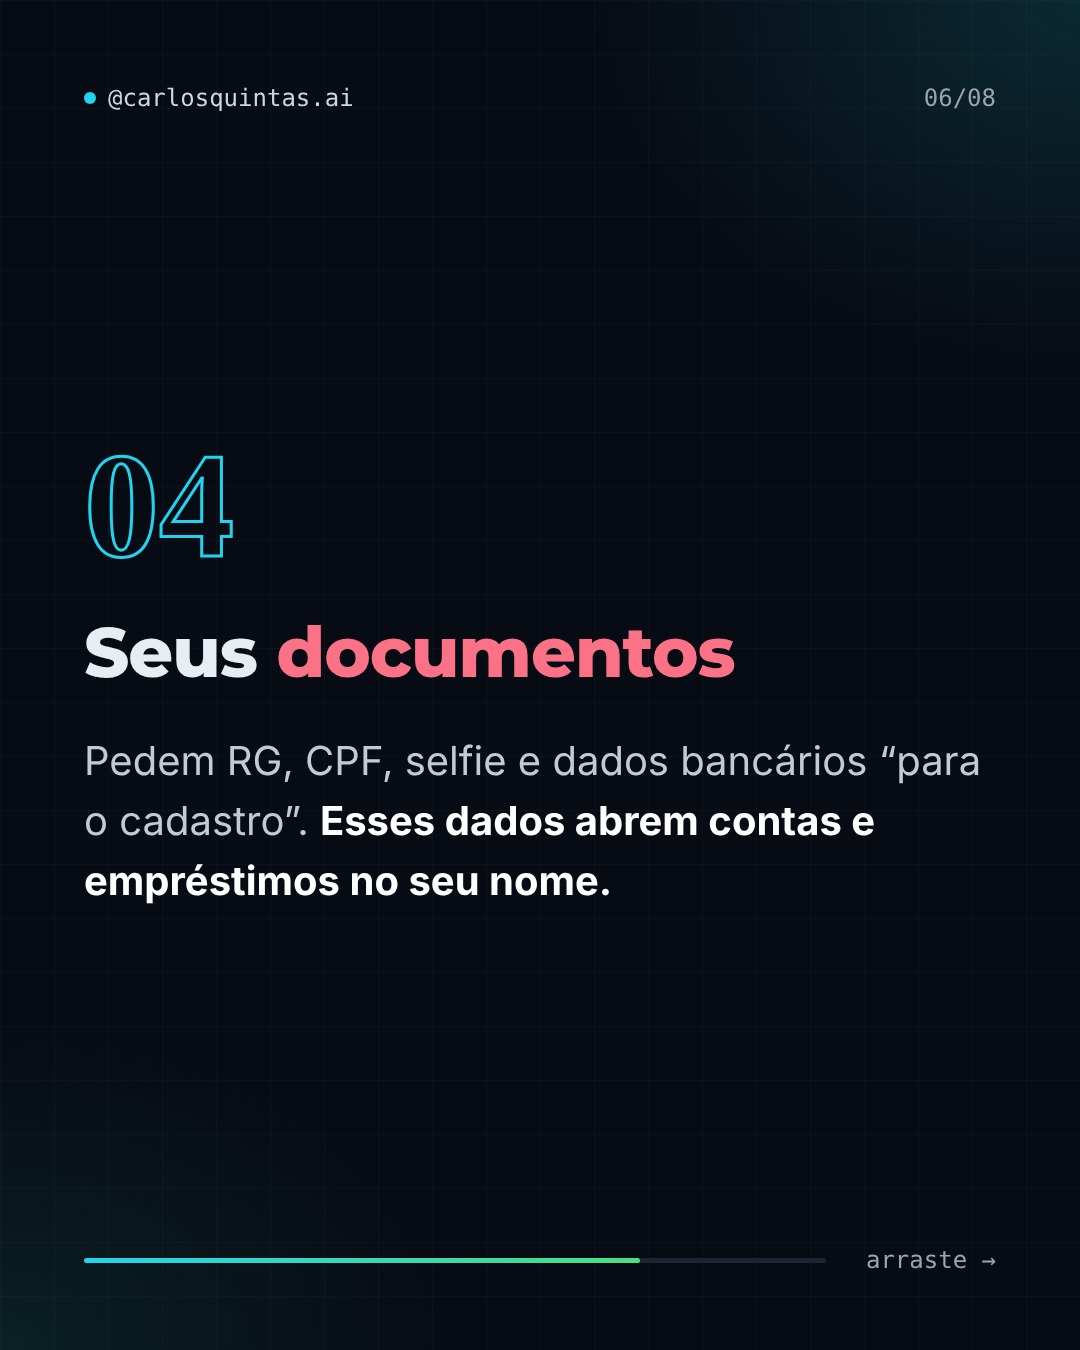 @carlosquintas.ai
06/08
04
Seus documentos
Pedem RG, CPF, selfie e dados bancários “para
o cadastro”. Esses dados abrem contas e
empréstimos no seu nome.
arraste →